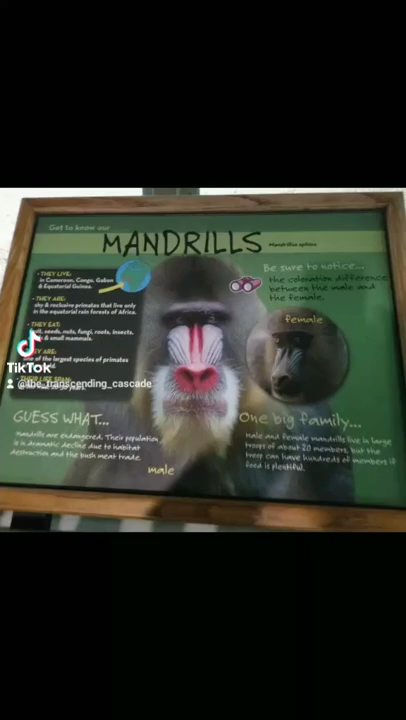 Get to know our
MANDRILLS Mandrillus sphinx
• THEY LIVE:
in Cameroon, Congo, Gabon
& Equatorial Guinea.
• THEY ARE:
shy & reclusive primates that live only
in the equatorial rain forests of Africa.
• THEY EAT:
seeds, nuts, fungi, roots, insects,
& small mammals.
THEY ARE:
one of the largest species of primates
Be sure to notice...
the coloration difference
between the male and
the female.
female
GUESS WHAT...
Mandrills are endangered. Their population
is in dramatic decline due to habitat
destruction and the bush meat trade.
male
One big family...
Male and female mandrills live in large
troops of about 20 members, but the
troop can have hundreds of members if
food is plentiful.
TikTok
@the_transcending_cascade